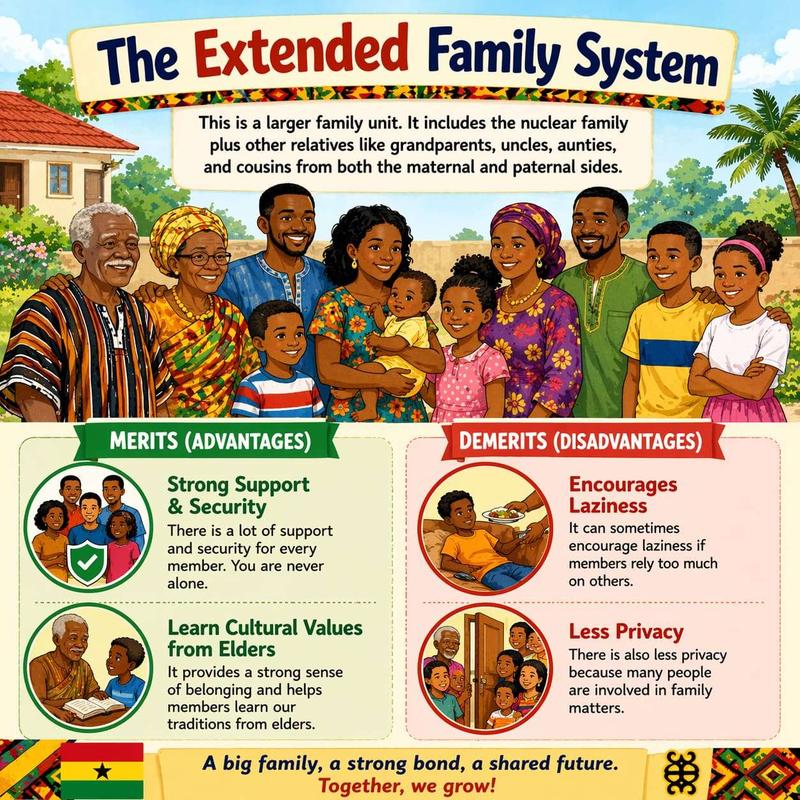 The Extended Family System
This is a larger family unit. It includes the nuclear family
plus other relatives like grandparents, uncles, aunties,
and cousins from both the maternal and paternal sides.
MERITS (ADVANTAGES)
Strong Support
& Security
There is a lot of support
and security for every
member. You are never
alone.
Learn Cultural Values
from Elders
It provides a strong sense
of belonging and helps
members learn our
traditions from elders.
DEMERITS (DISADVANTAGES)
Encourages
Laziness
It can sometimes
encourage laziness if
members rely too much
on others.
Less Privacy
There is also less privacy
because many people
are involved in family
matters.
A big family, a strong bond, a shared future.
Together, we grow!